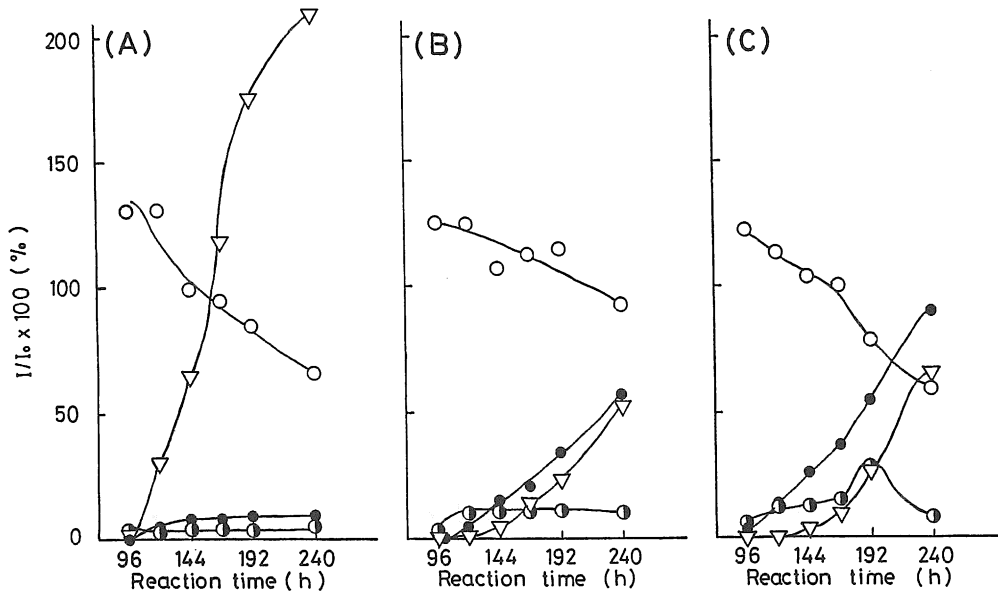 (A) (B) (C)
200
150
100
50
0
I/I₀ x 100 (%)
96 144 192 240 96 144 192 240 96 144 192 240
Reaction time (h) Reaction time (h) Reaction time (h)